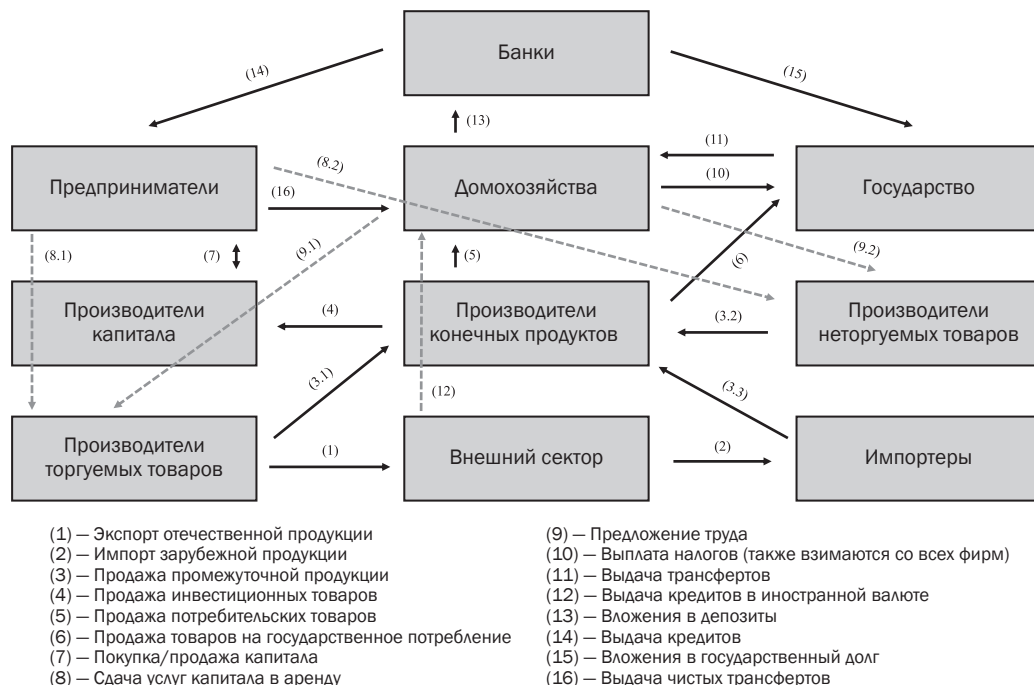 Банки
(14)
(15)
(13)
Предприниматели
(8.2)
(16)
Домохозяйства
(11)
(10)
Государство
(8.1)
(7)
(9.1)
(5)
(6)
(9.2)
Производители
капитала
(4)
Производители
конечных продуктов
(3.2)
Производители
неторгуемых товаров
(3.1)
(12)
(3.3)
Производители
торгуемых товаров
(1)
Внешний сектор
(2)
Импортеры
(1) — Экспорт отечественной продукции
(2) — Импорт зарубежной продукции
(3) — Продажа промежуточной продукции
(4) — Продажа инвестиционных товаров
(5) — Продажа потребительских товаров
(6) — Продажа товаров на государственное потребление
(7) — Покупка/продажа капитала
(8) — Сдача услуг капитала в аренду
(9) — Предложение труда
(10) — Выплата налогов (также взимаются со всех фирм)
(11) — Выдача трансфертов
(12) — Выдача кредитов в иностранной валюте
(13) — Вложения в депозиты
(14) — Выдача кредитов
(15) — Вложения в государственный долг
(16) — Выдача чистых трансфертов